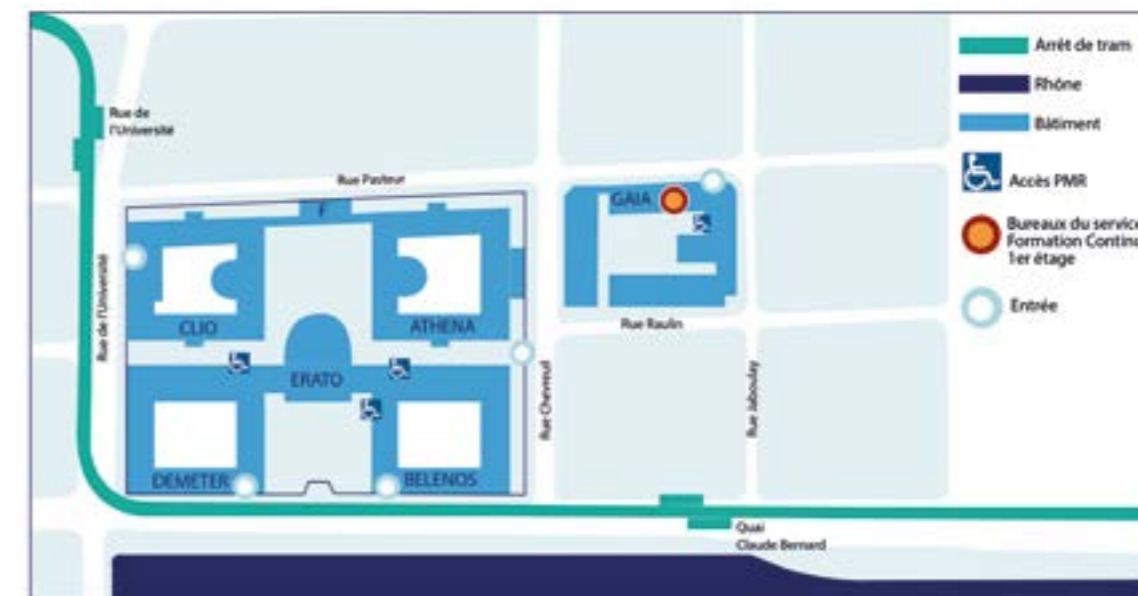 Arrêt de tram
Rhône
Bâtiment
Accès PMR
Bureaux du service
Formation Continu
1er étage
Entrée
Rue de
l'Université
Rue Pasteur
F
GAIA
Rue de l'Université
CLIO
ATHENA
Rue Raulin
ERATO
Rue Chevreul
Rue Jaboulay
DEMETER
BELENOS
Quai
Claude Bernard